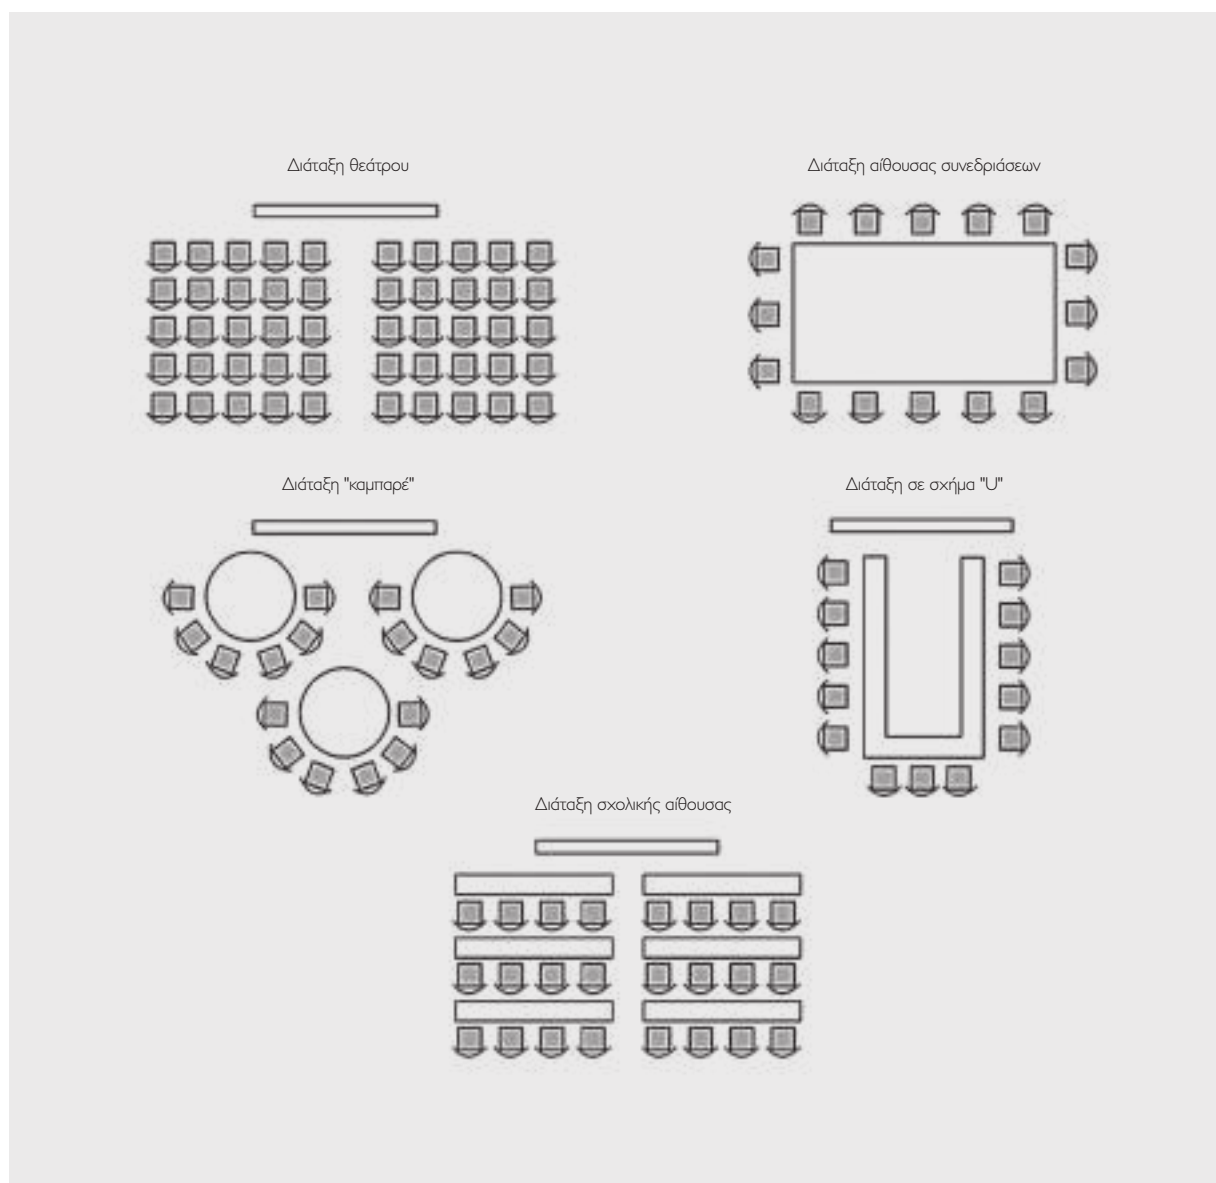 Διάταξη θεάτρου
Διάταξη αίθουσας συνεδριάσεων
Διάταξη "καμπαρέ"
Διάταξη σε σχήμα "U"
Διάταξη σχολικής αίθουσας